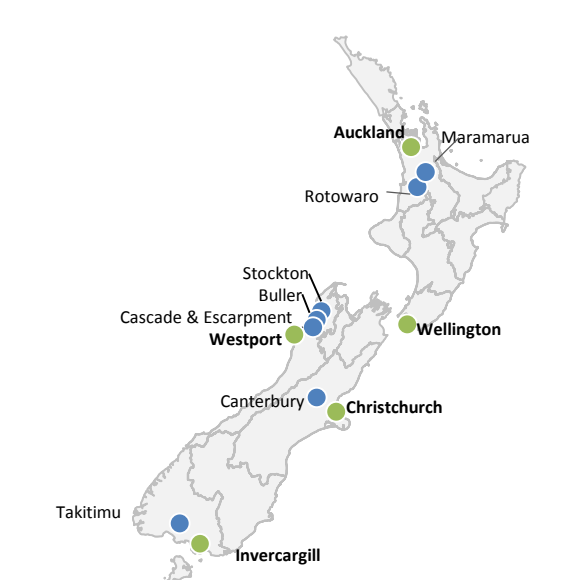 Auckland
Maramarua
Rotowaro
Stockton
Buller
Cascade & Escarpment
Westport
Wellington
Canterbury
Christchurch
Takitimu
Invercargill